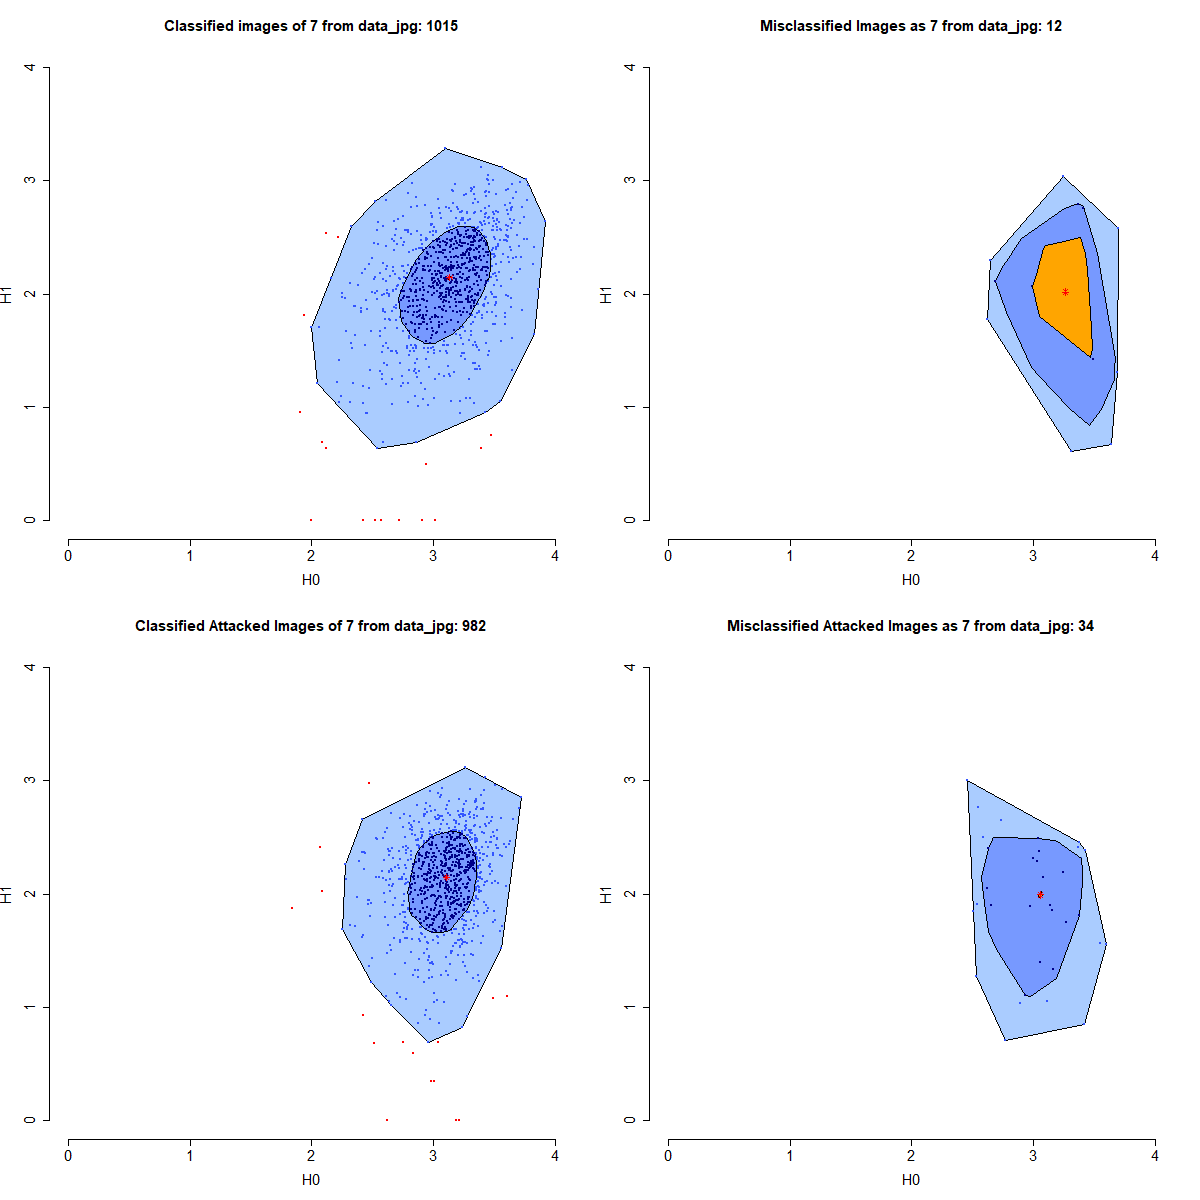 Classified images of 7 from data_jpg: 1015
4
3
2
1
0
H1
0 1 2 3 4
H0
Misclassified Images as 7 from data_jpg: 12
4
3
2
1
0
H1
0 1 2 3 4
H0
Classified Attacked Images of 7 from data_jpg: 982
4
3
2
1
0
H1
0 1 2 3 4
H0
Misclassified Attacked Images as 7 from data_jpg: 34
4
3
2
1
0
H1
0 1 2 3 4
H0